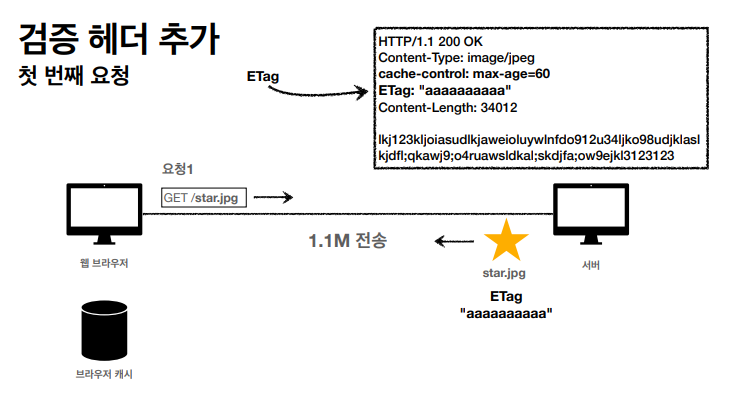 검증 헤더 추가
첫 번째 요청
ETag
HTTP/1.1 200 OK
Content-Type: image/jpeg
cache-control: max-age=60
ETag: "aaaaaaaaaa"
Content-Length: 34012
lkj123kljoiasudlkjaweioluywlnfdo912u34ljko98udjklasl
kjdfl;qkawj9;o4ruawsldkal;skdjfa;ow9ejkl3123123
요청1
GET /star.jpg
1.1M 전송
웹 브라우저
star.jpg
서버
ETag
"aaaaaaaaaa"
브라우저 캐시